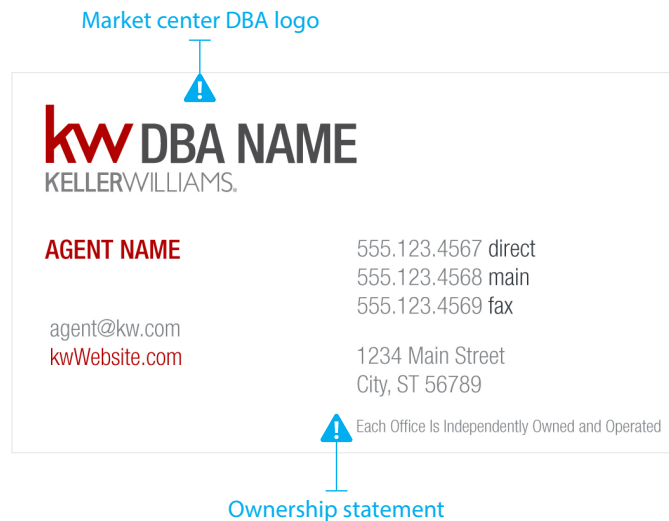 Market center DBA logo
kw DBA NAME
KELLERWILLIAMS.
AGENT NAME
agent@kw.com
kwWebsite.com
555.123.4567 direct
555.123.4568 main
555.123.4569 fax
1234 Main Street
City, ST 56789
Each Office Is Independently Owned and Operated
Ownership statement